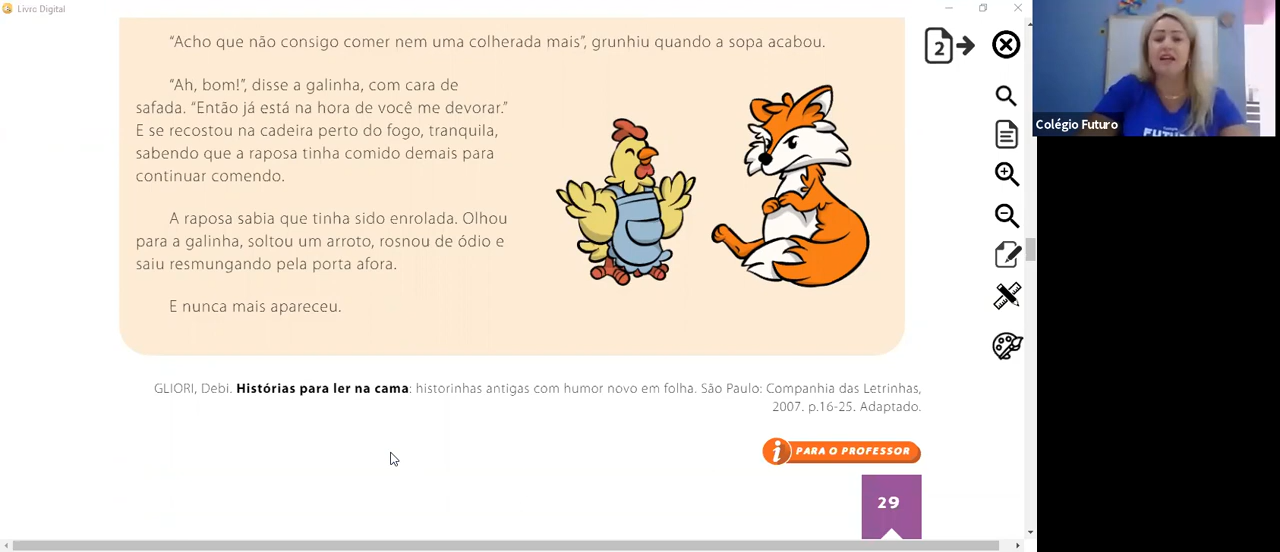 Livro Digital
“Acho que não consigo comer nem uma colherada mais”, grunhiu quando a sopa acabou.
“Ah, bom!”, disse a galinha, com cara de
safada. “Então já está na hora de você me devorar.”
E se recostou na cadeira perto do fogo, tranquila,
sabendo que a raposa tinha comido demais para
continuar comendo.
A raposa sabia que tinha sido enrolada. Olhou
para a galinha, soltou um arroto, rosnou de ódio e
saiu resmungando pela porta afora.
E nunca mais apareceu.
GLIORI, Debi. Histórias para ler na cama: historinhas antigas com humor novo em folha. São Paulo: Companhia das Letrinhas,
2007. p.16-25. Adaptado.
i PARA O PROFESSOR
29
2
Colégio Futuro
FUTURO